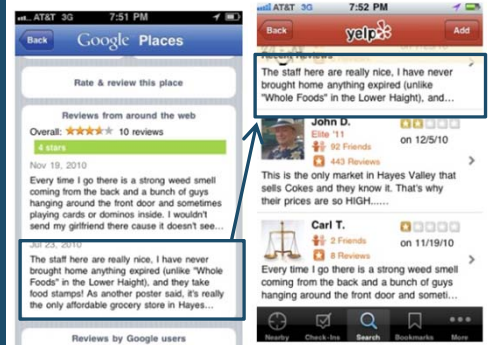 AT&T 3G 7:51 PM
Back Google Places
Rate & review this place
Reviews from around the web
Overall: 10 reviews
4 stars
Nov 19, 2010
Every time I go there is a strong weed smell
coming from the back and a bunch of guys
hanging around the front door and sometimes
playing cards or dominos inside. I wouldn't
send my girlfriend there cause it doesn't see...
Jul 23, 2010
The staff here are really nice, I have never
brought home anything expired (unlike "Whole
Foods" in the Lower Haight), and they take
food stamps! As another poster said, it's really
the only affordable grocery store in Hayes...
Reviews by Google users
AT&T 3G 7:52 PM
Back yelp Add
Recent Reviews
The staff here are really nice, I have never
brought home anything expired (unlike
"Whole Foods" in the Lower Haight), and...
John D.
Elite '11
92 Friends on 12/5/10
443 Reviews
This is the only market in Hayes Valley that
sells Cokes and they know it. That's why
their prices are so HIGH......
Carl T.
2 Friends on 11/19/10
8 Reviews
Every time I go there is a strong weed smell
coming from the back and a bunch of guys
hanging around the front door and someti...
Nearby Check-Ins Search Bookmarks More